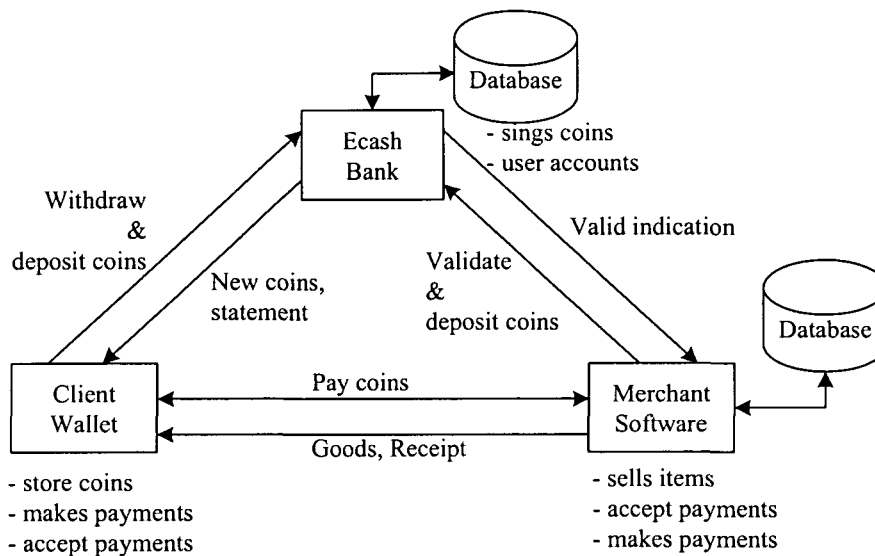 Database
Ecash
Bank
- sings coins
- user accounts
Withdraw
&
deposit coins
New coins,
statement
Validate
&
deposit coins
Valid indication
Database
Client
Wallet
Pay coins
Goods, Receipt
Merchant
Software
- store coins
- makes payments
- accept payments
- sells items
- accept payments
- makes payments